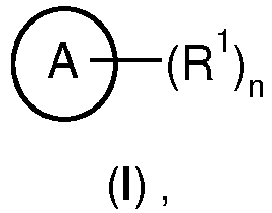 A (R¹)ₙ
(I) ,